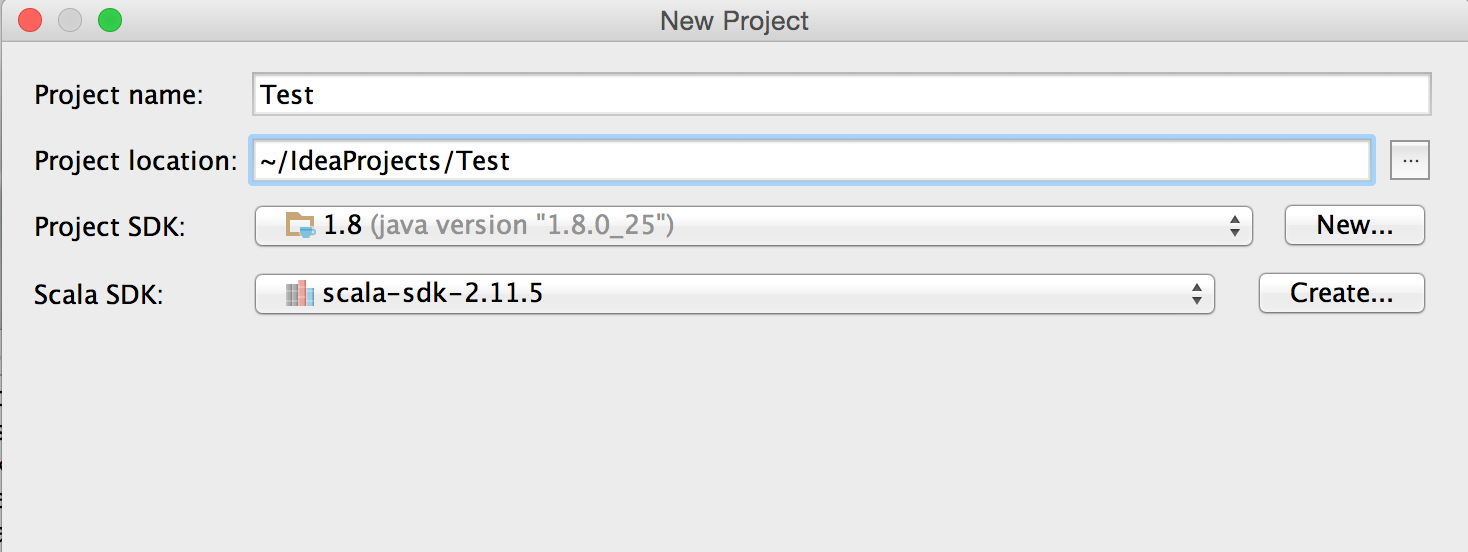 New Project
Project name: Test
Project location: ~/IdeaProjects/Test ...
Project SDK: 1.8 (java version "1.8.0_25") New...
Scala SDK: scala-sdk-2.11.5 Create...